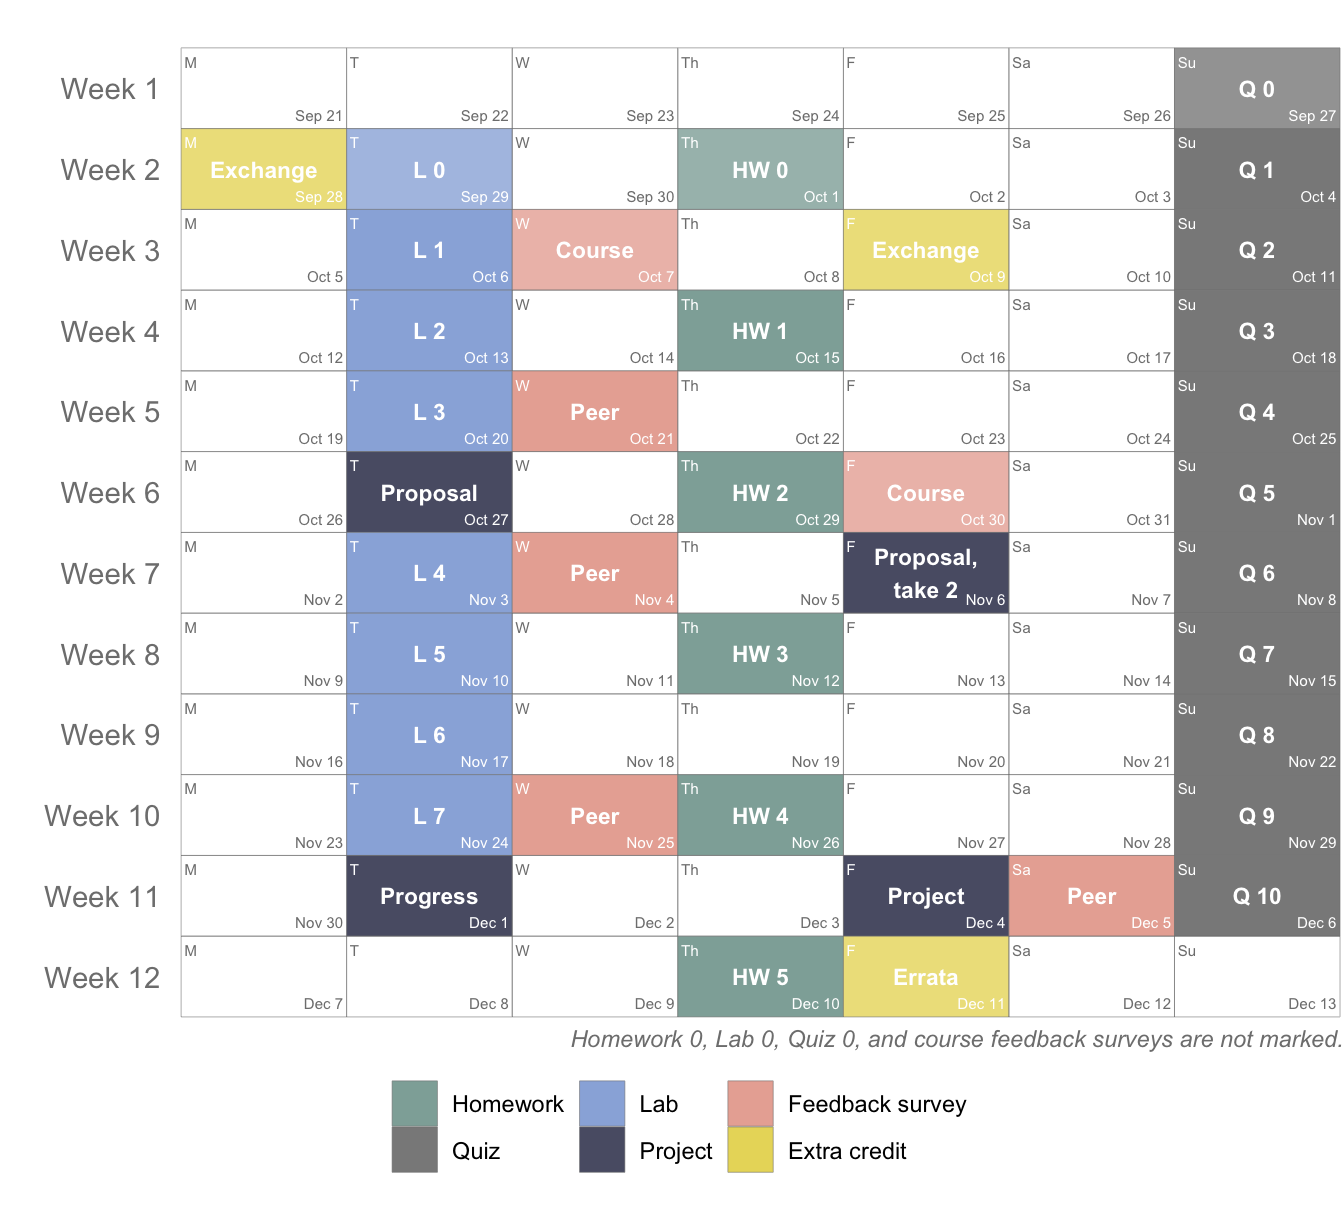 M T W Th F Sa Su
Week 1 Q 0
Sep 21 Sep 22 Sep 23 Sep 24 Sep 25 Sep 26 Sep 27
M T W Th F Sa Su
Week 2 Exchange L 0 HW 0 Q 1
Sep 28 Sep 29 Sep 30 Oct 1 Oct 2 Oct 3 Oct 4
M T W Th F Sa Su
Week 3 L 1 Course Exchange Q 2
Oct 5 Oct 6 Oct 7 Oct 8 Oct 9 Oct 10 Oct 11
M T W Th F Sa Su
Week 4 L 2 HW 1 Q 3
Oct 12 Oct 13 Oct 14 Oct 15 Oct 16 Oct 17 Oct 18
M T W Th F Sa Su
Week 5 L 3 Peer Q 4
Oct 19 Oct 20 Oct 21 Oct 22 Oct 23 Oct 24 Oct 25
M T W Th F Sa Su
Week 6 Proposal HW 2 Course Q 5
Oct 26 Oct 27 Oct 28 Oct 29 Oct 30 Oct 31 Nov 1
M T W Th F Sa Su
Week 7 L 4 Peer Proposal, take 2 Q 6
Nov 2 Nov 3 Nov 4 Nov 5 Nov 6 Nov 7 Nov 8
M T W Th F Sa Su
Week 8 L 5 HW 3 Q 7
Nov 9 Nov 10 Nov 11 Nov 12 Nov 13 Nov 14 Nov 15
M T W Th F Sa Su
Week 9 L 6 Q 8
Nov 16 Nov 17 Nov 18 Nov 19 Nov 20 Nov 21 Nov 22
M T W Th F Sa Su
Week 10 L 7 Peer HW 4 Q 9
Nov 23 Nov 24 Nov 25 Nov 26 Nov 27 Nov 28 Nov 29
M T W Th F Sa Su
Week 11 Progress Project Peer Q 10
Nov 30 Dec 1 Dec 2 Dec 3 Dec 4 Dec 5 Dec 6
M T W Th F Sa Su
Week 12 HW 5 Errata
Dec 7 Dec 8 Dec 9 Dec 10 Dec 11 Dec 12 Dec 13
Homework 0, Lab 0, Quiz 0, and course feedback surveys are not marked.
Homework Lab Feedback survey
Quiz Project Extra credit